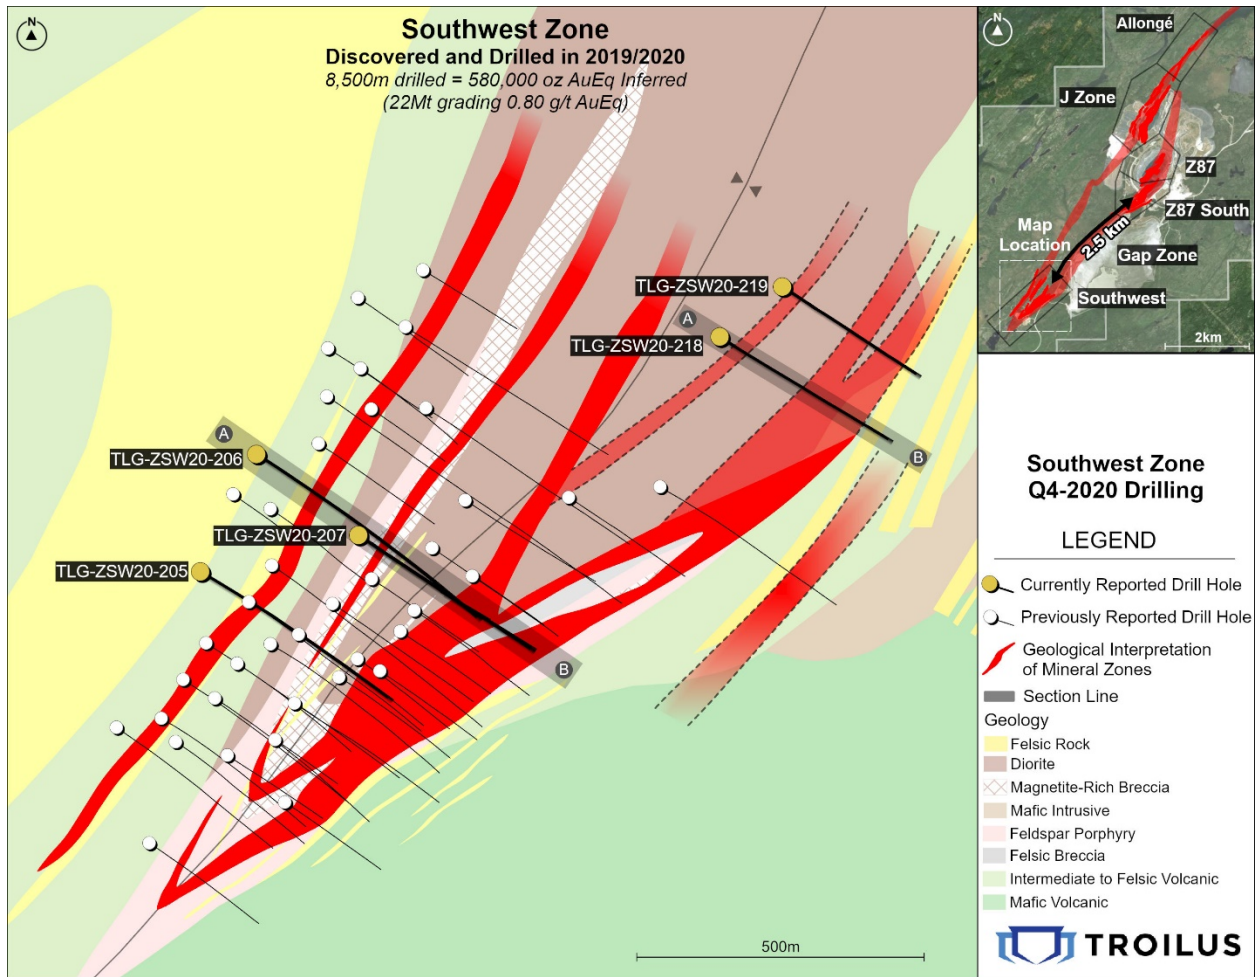 N
Southwest Zone
Discovered and Drilled in 2019/2020
8,500m drilled = 580,000 oz AuEq Inferred
(22Mt grading 0.80 g/t AuEq)
TLG-ZSW20-219
A
TLG-ZSW20-218
A
TLG-ZSW20-206
B
TLG-ZSW20-207
TLG-ZSW20-205
B
500m
N
Allongé
J Zone
Z87
Z87 South
Map
Location
2.5 km
Gap Zone
Southwest
2km
Southwest Zone
Q4-2020 Drilling
LEGEND
Currently Reported Drill Hole
Previously Reported Drill Hole
Geological Interpretation
of Mineral Zones
Section Line
Geology
Felsic Rock
Diorite
Magnetite-Rich Breccia
Mafic Intrusive
Feldspar Porphyry
Felsic Breccia
Intermediate to Felsic Volcanic
Mafic Volcanic
TROILUS